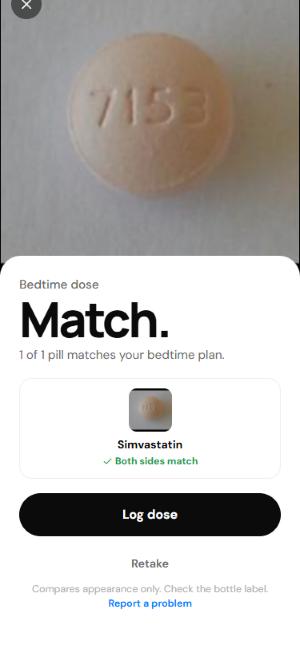 7153
Bedtime dose
Match.
1 of 1 pill matches your bedtime plan.
Simvastatin
✓ Both sides match
Log dose
Retake
Compares appearance only. Check the bottle label.
Report a problem